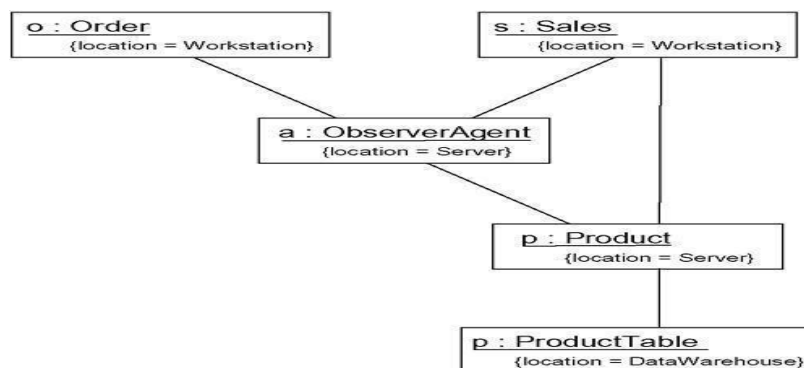 o : Order
{location = Workstation}
s : Sales
{location = Workstation}
a : ObserverAgent
{location = Server}
p : Product
{location = Server}
p : ProductTable
{location = DataWarehouse}